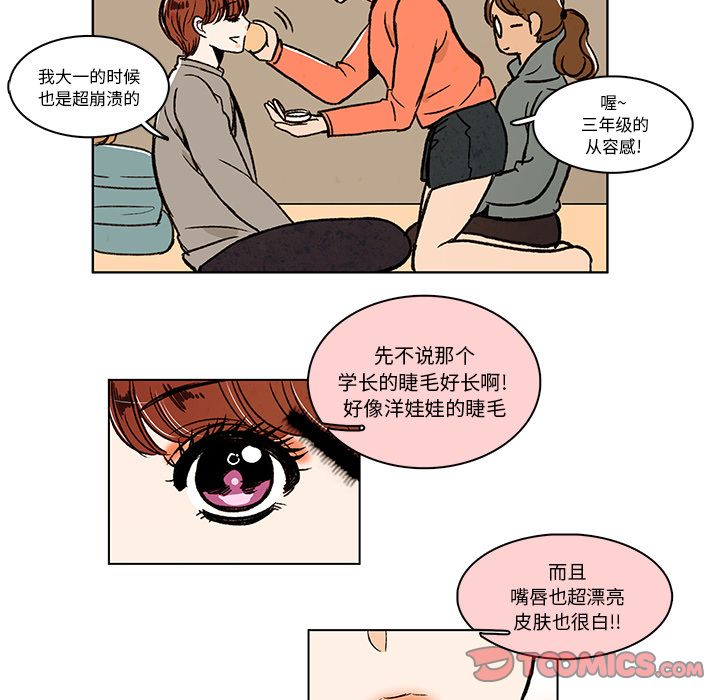 我大一的时候
也是超崩溃的
喔~
三年级的
从容感!
先不说那个
学长的睫毛好长啊!
好像洋娃娃的睫毛
而且
嘴唇也超漂亮
皮肤也很白!!
TOOMICS.COM